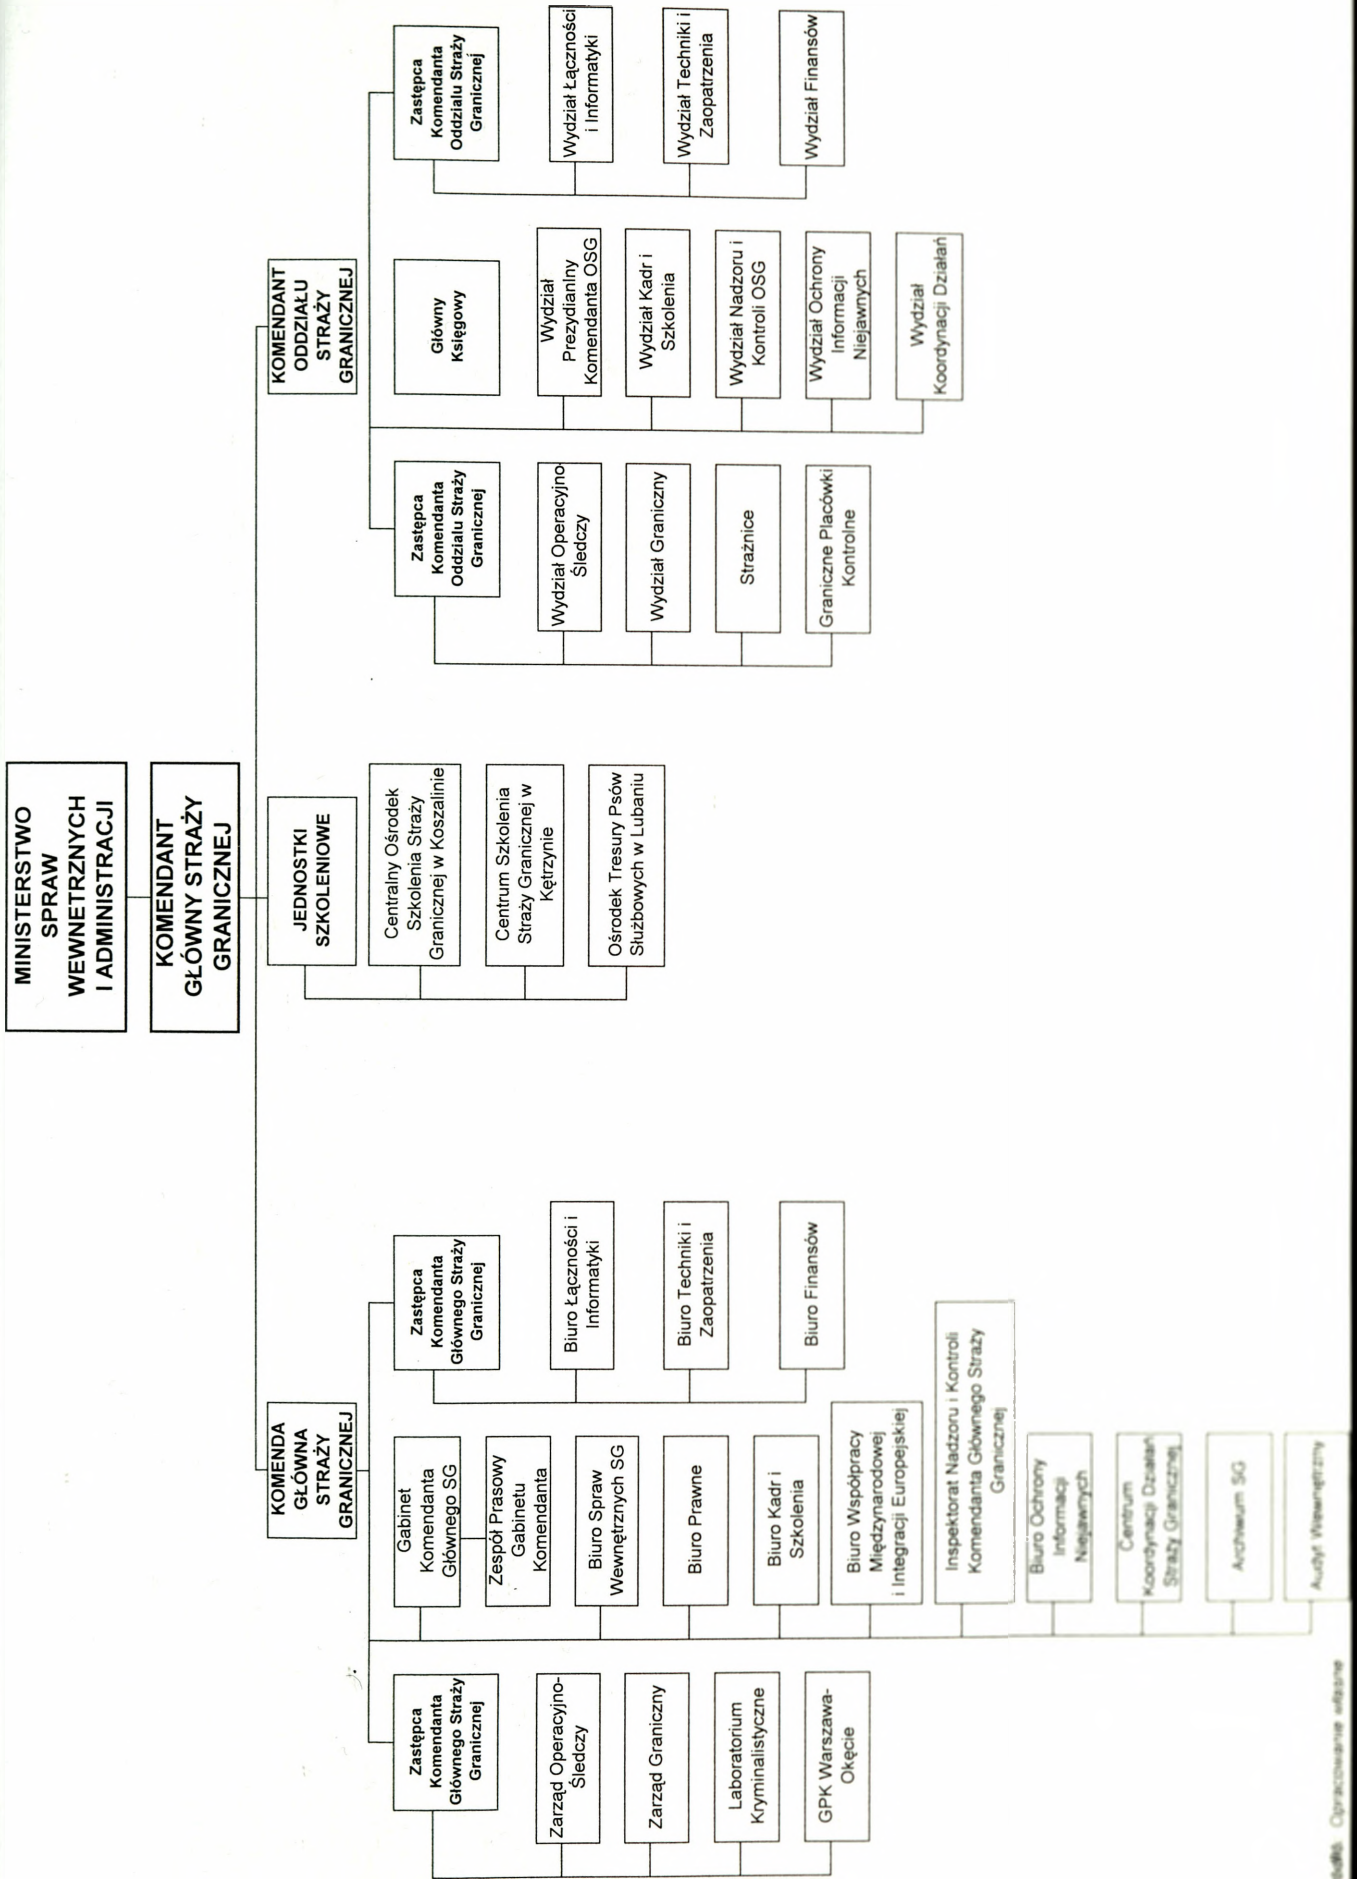 MINISTERSTWO
SPRAW
WEWNETRZNYCH
I ADMINISTRACJI
KOMENDANT
GŁÓWNY STRAŻY
GRANICZNEJ
KOMENDA
GŁÓWNA
STRAŻY
GRANICZNEJ
JEDNOSTKI
SZKOLENIOWE
KOMENDANT
ODDZIAŁU
STRAŻY
GRANICZNEJ
Zastępca
Komendanta
Głównego Straży
Granicznej
Zarząd Operacyjno-
Śledczy
Zarząd Graniczny
Laboratorium
Kryminalistyczne
GPK Warszawa-
Okęcie
Gabinet
Komendanta
Głównego SG
Zespół Prasowy
Gabinetu
Komendanta
Biuro Spraw
Wewnętrznych SG
Biuro Prawne
Biuro Kadr i
Szkolenia
Biuro Współpracy
Międzynarodowej
i Integracji Europejskiej
Inspektorat Nadzoru i Kontroli
Komendanta Głównego Straży
Granicznej
Biuro Ochrony
Informacji
Niejawnych
Centrum
Koordynacji Działań
Straży Granicznej
Archiwum SG
Audyt Wewnętrzny
Zastępca
Komendanta
Głównego Straży
Granicznej
Biuro Łączności i
Informatyki
Biuro Techniki i
Zaopatrzenia
Biuro Finansów
Centralny Ośrodek
Szkolenia Straży
Granicznej w Koszalinie
Centrum Szkolenia
Straży Granicznej w
Kętrzynie
Ośrodek Tresury Psów
Służbowych w Lubaniu
Zastępca
Komendanta
Oddzialu Straży
Granicznej
Wydział Operacyjno
Śledczy
Wydział Graniczny
Strażnice
Graniczne Placówki
Kontrolne
Główny
Księgowy
Wydział
Prezydianlny
Komendanta OSG
Wydział Kadr i
Szkolenia
Wydział Nadzoru i
Kontroli OSG
Wydział Ochrony
Informacji
Niejawnych
Wydział
Koordynacji Działań
Zastępca
Komendanta
Oddzialu Straży
Granicznej
Wydział Łączności
i Informatyki
Wydział Techniki i
Zaopatrzenia
Wydział Finansów
Opracowanie własne